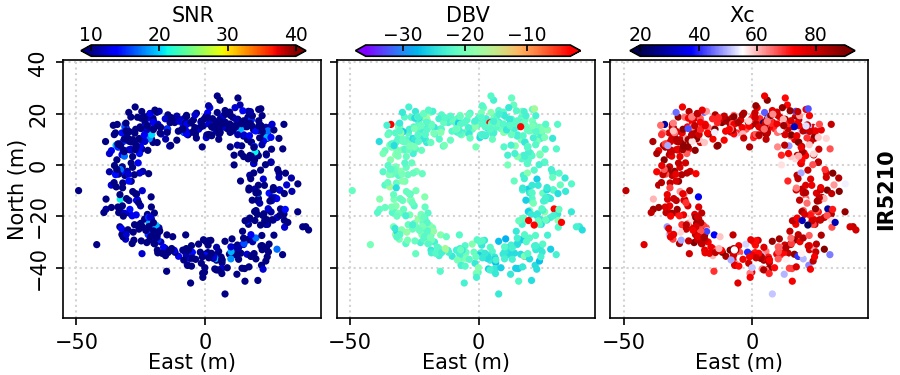 SNR
10 20 30 40
DBV
−30 −20 −10
Xc
20 40 60 80
North (m)
40
20
0
−20
−40
−50 0
East (m)
−50 0
East (m)
−50 0
East (m)
IR5210